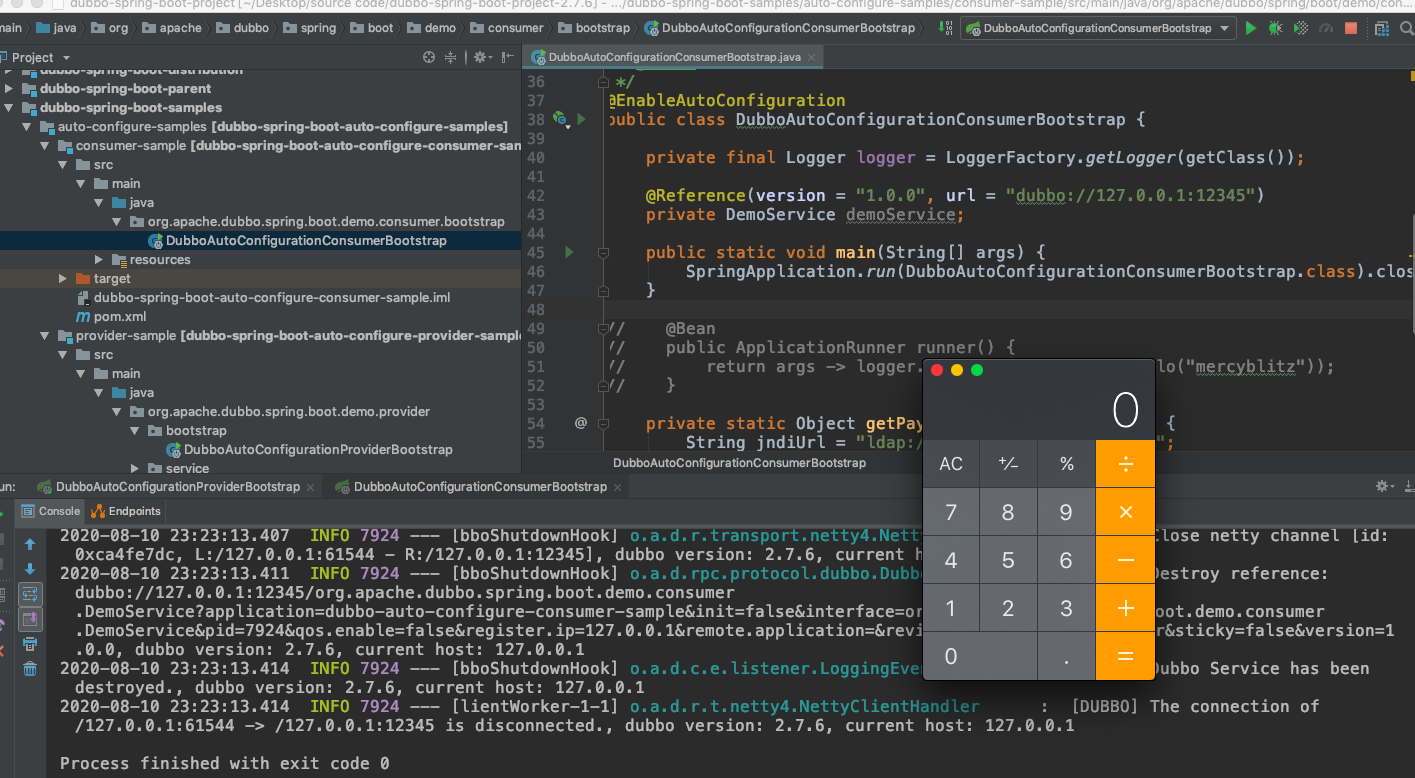 dubbo-spring-boot-project [~/Desktop/source code/dubbo-spring-boot-project-2.7.6] - .../dubbo-spring-boot-samples/auto-configure-samples/consumer-sample/src/main/java/org/apache/dubbo/spring/boot/demo/con...
main java org apache dubbo spring boot demo consumer bootstrap DubboAutoConfigurationConsumerBootstrap DubboAutoConfigurationConsumerBootstrap
Project
dubbo-spring-boot-distribution
dubbo-spring-boot-parent
dubbo-spring-boot-samples
auto-configure-samples [dubbo-spring-boot-auto-configure-samples]
consumer-sample [dubbo-spring-boot-auto-configure-consumer-san
src
main
java
org.apache.dubbo.spring.boot.demo.consumer.bootstrap
DubboAutoConfigurationConsumerBootstrap
resources
target
dubbo-spring-boot-auto-configure-consumer-sample.iml
m pom.xml
provider-sample [dubbo-spring-boot-auto-configure-provider-sample
src
main
java
org.apache.dubbo.spring.boot.demo.provider
bootstrap
DubboAutoConfigurationProviderBootstrap
service
DubboAutoConfigurationConsumerBootstrap.java
36 */
37 @EnableAutoConfiguration
38 public class DubboAutoConfigurationConsumerBootstrap {
39
40 private final Logger logger = LoggerFactory.getLogger(getClass());
41
42 @Reference(version = "1.0.0", url = "dubbo://127.0.0.1:12345")
43 private DemoService demoService;
44
45 public static void main(String[] args) {
46 SpringApplication.run(DubboAutoConfigurationConsumerBootstrap.class).clos
47 }
48
49 // @Bean
50 // public ApplicationRunner runner() {
51 // return args -> logger. lo("mercyblitz"));
52 // }
53
54 @ private static Object getPay {
55 String jndiUrl = "ldap:/ ";
DubboAutoConfigurationConsumerBootstrap
0
AC +/− % ÷
7 8 9 ×
4 5 6 −
1 2 3 +
0 . =
un: DubboAutoConfigurationProviderBootstrap DubboAutoConfigurationConsumerBootstrap
Console Endpoints
2020-08-10 23:23:13.407 INFO 7924 --- [bboShutdownHook] o.a.d.r.transport.netty4.Nett Close netty channel [id:
0xca4fe7dc, L:/127.0.0.1:61544 - R:/127.0.0.1:12345], dubbo version: 2.7.6, current h
2020-08-10 23:23:13.411 INFO 7924 --- [bboShutdownHook] o.a.d.rpc.protocol.dubbo.Dubb Destroy reference:
dubbo://127.0.0.1:12345/org.apache.dubbo.spring.boot.demo.consumer
.DemoService?application=dubbo-auto-configure-consumer-sample&init=false&interface=or oot.demo.consumer
.DemoService&pid=7924&qos.enable=false&register.ip=127.0.0.1&remote.application=&revi r&sticky=false&version=1
.0.0, dubbo version: 2.7.6, current host: 127.0.0.1
2020-08-10 23:23:13.414 INFO 7924 --- [bboShutdownHook] o.a.d.c.e.listener.LoggingEve Dubbo Service has been
destroyed., dubbo version: 2.7.6, current host: 127.0.0.1
2020-08-10 23:23:13.414 INFO 7924 --- [lientWorker-1-1] o.a.d.r.t.netty4.NettyClientHandler : [DUBBO] The connection of
/127.0.0.1:61544 -> /127.0.0.1:12345 is disconnected., dubbo version: 2.7.6, current host: 127.0.0.1
Process finished with exit code 0